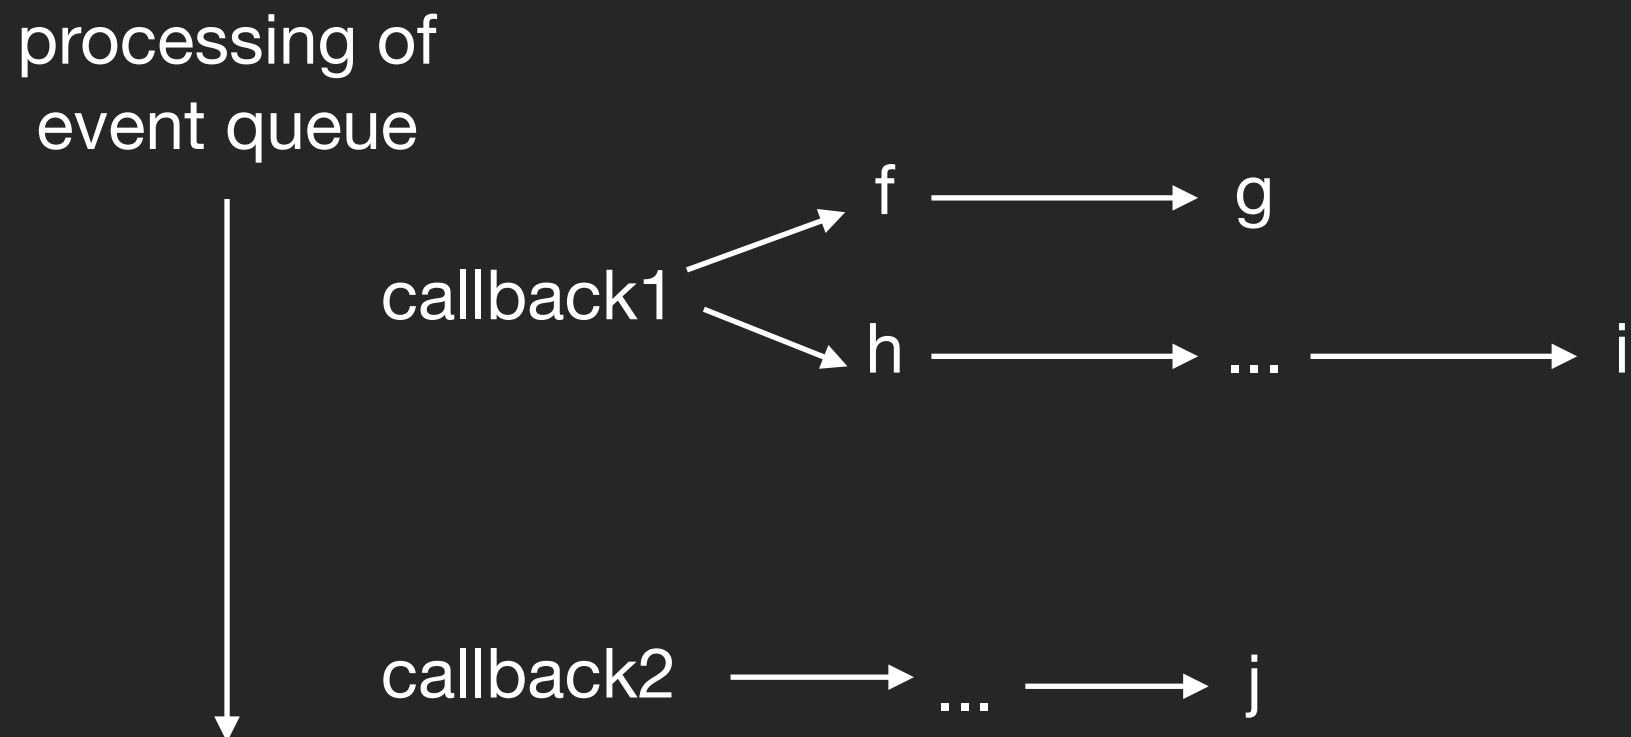 processing of
event queue
f
g
callback1
h
...
i
callback2
...
j